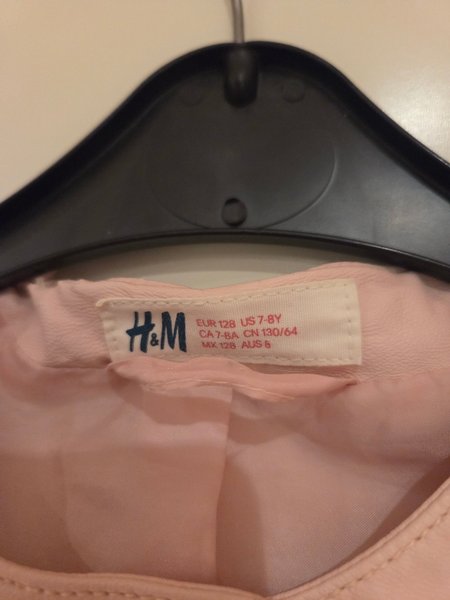 H&M
EUR 128 US 7-8Y
CA 7-8A CN 130/64
MX 128 AUS 8